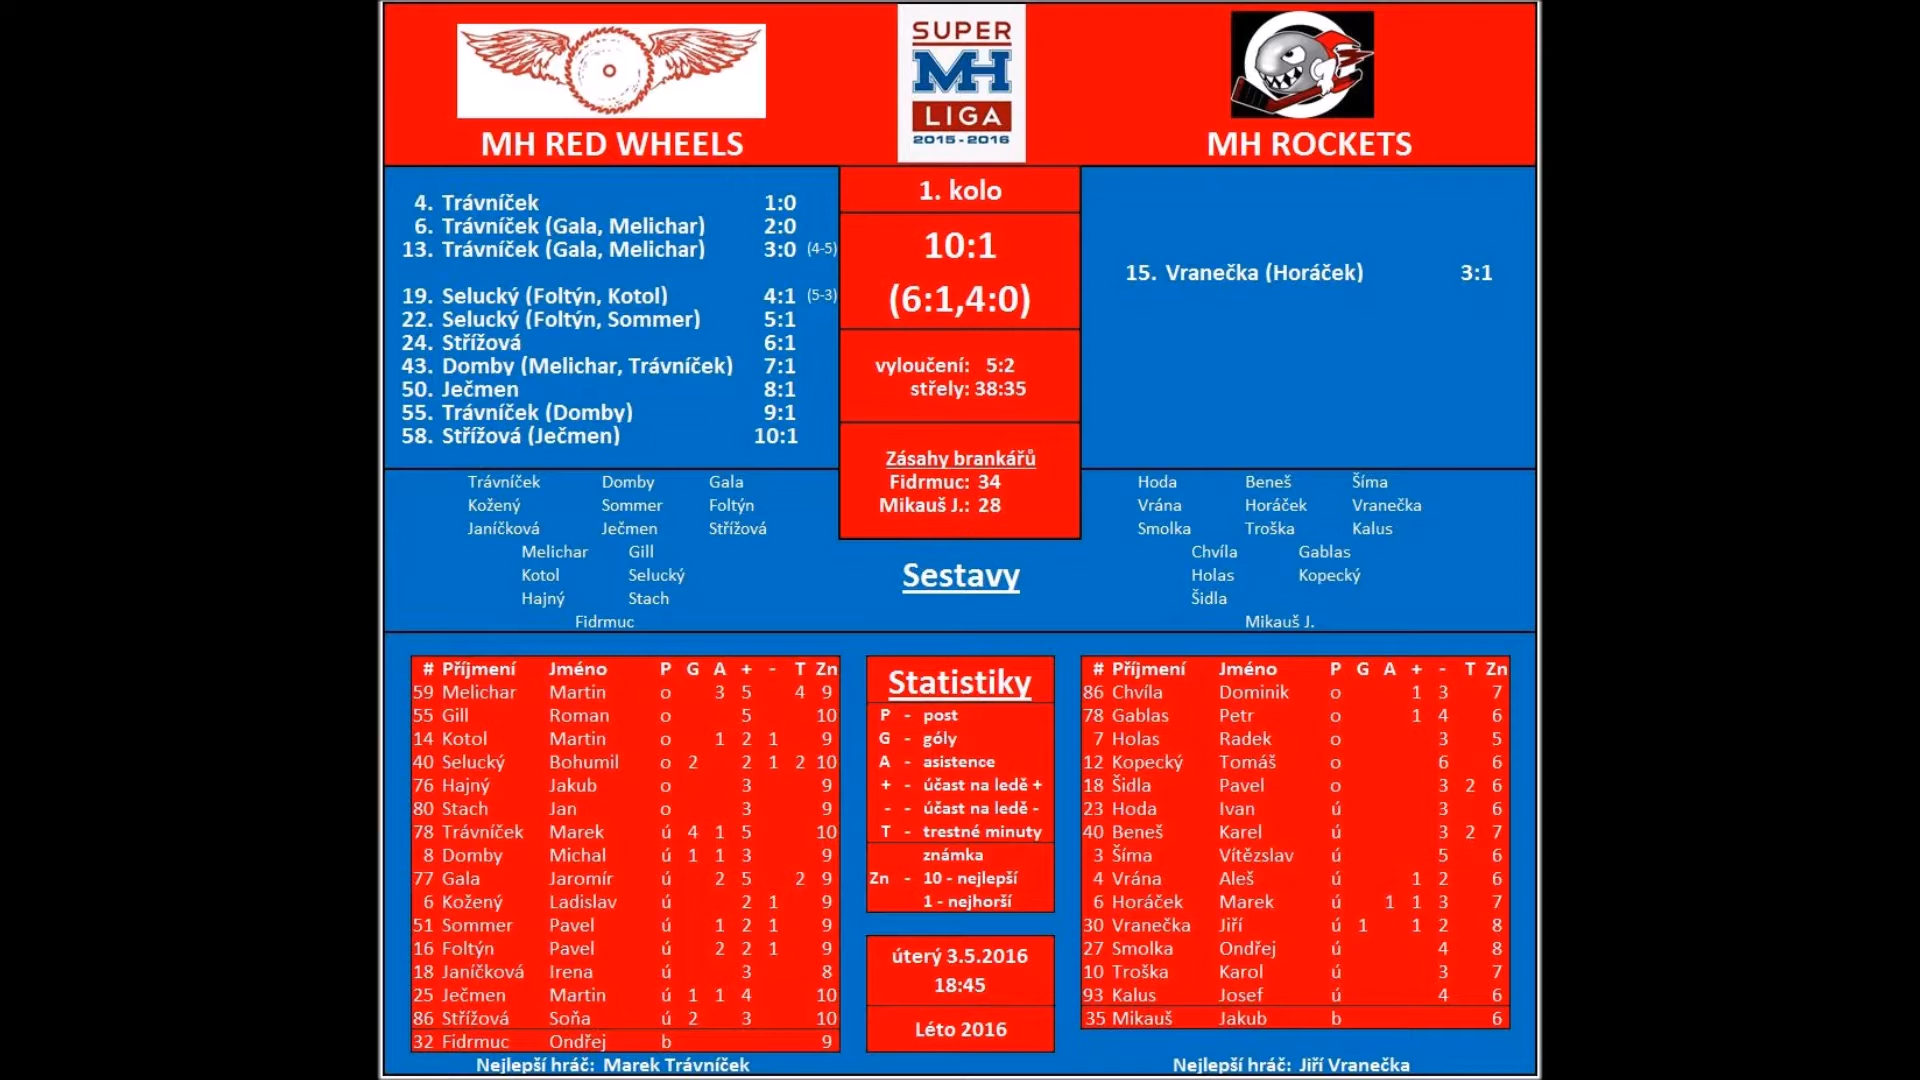 SUPER
MH
LIGA
2015-2016
MH RED WHEELS
MH ROCKETS
4. Trávníček 1:0
6. Trávníček (Gala, Melichar) 2:0
13. Trávníček (Gala, Melichar) 3:0 (4-5)
19. Selucký (Foltýn, Kotol) 4:1 (5-3)
22. Selucký (Foltýn, Sommer) 5:1
24. Střížová 6:1
43. Domby (Melichar, Trávníček) 7:1
50. Ječmen 8:1
55. Trávníček (Domby) 9:1
58. Střížová (Ječmen) 10:1
1. kolo
10:1
(6:1,4:0)
vyloučení: 5:2
střely: 38:35
Zásahy brankářů
Fidrmuc: 34
Mikauš J.: 28
15. Vranečka (Horáček) 3:1
Trávníček Domby Gala
Kožený Sommer Foltýn
Janíčková Ječmen Střížová
Melichar Gill
Kotol Selucký
Hajný Stach
Fidrmuc
Sestavy
Hoda Beneš Šíma
Vrána Horáček Vranečka
Smolka Troška Kalus
Chvíla Gablas
Holas Kopecký
Šidla
Mikauš J.
# Příjmení Jméno P G A + - T Zn
59 Melichar Martin o 3 5 4 9
55 Gill Roman o 5 10
14 Kotol Martin o 1 2 1 9
40 Selucký Bohumil o 2 2 1 2 10
76 Hajný Jakub o 3 9
80 Stach Jan o 3 9
78 Trávníček Marek ú 4 1 5 10
8 Domby Michal ú 1 1 3 9
77 Gala Jaromír ú 2 5 2 9
6 Kožený Ladislav ú 2 1 9
51 Sommer Pavel ú 1 2 1 9
16 Foltýn Pavel ú 2 2 1 9
18 Janíčková Irena ú 3 8
25 Ječmen Martin ú 1 1 4 10
86 Střížová Soňa ú 2 3 10
32 Fidrmuc Ondřej b 9
Nejlepší hráč: Marek Trávníček
Statistiky
P - post
G - góly
A - asistence
+ - účast na ledě +
- - účast na ledě -
T - trestné minuty
známka
Zn - 10 - nejlepší
1 - nejhorší
úterý 3.5.2016
18:45
Léto 2016
# Příjmení Jméno P G A + - T Zn
86 Chvíla Dominik o 1 3 7
78 Gablas Petr o 1 4 6
7 Holas Radek o 3 5
12 Kopecký Tomáš o 6 6
18 Šidla Pavel o 3 2 6
23 Hoda Ivan ú 3 6
40 Beneš Karel ú 3 2 7
3 Šíma Vítězslav ú 5 6
4 Vrána Aleš ú 1 2 6
6 Horáček Marek ú 1 1 3 7
30 Vranečka Jiří ú 1 1 2 8
27 Smolka Ondřej ú 4 8
10 Troška Karol ú 3 7
93 Kalus Josef ú 4 6
35 Mikauš Jakub b 6
Nejlepší hráč: Jiří Vranečka